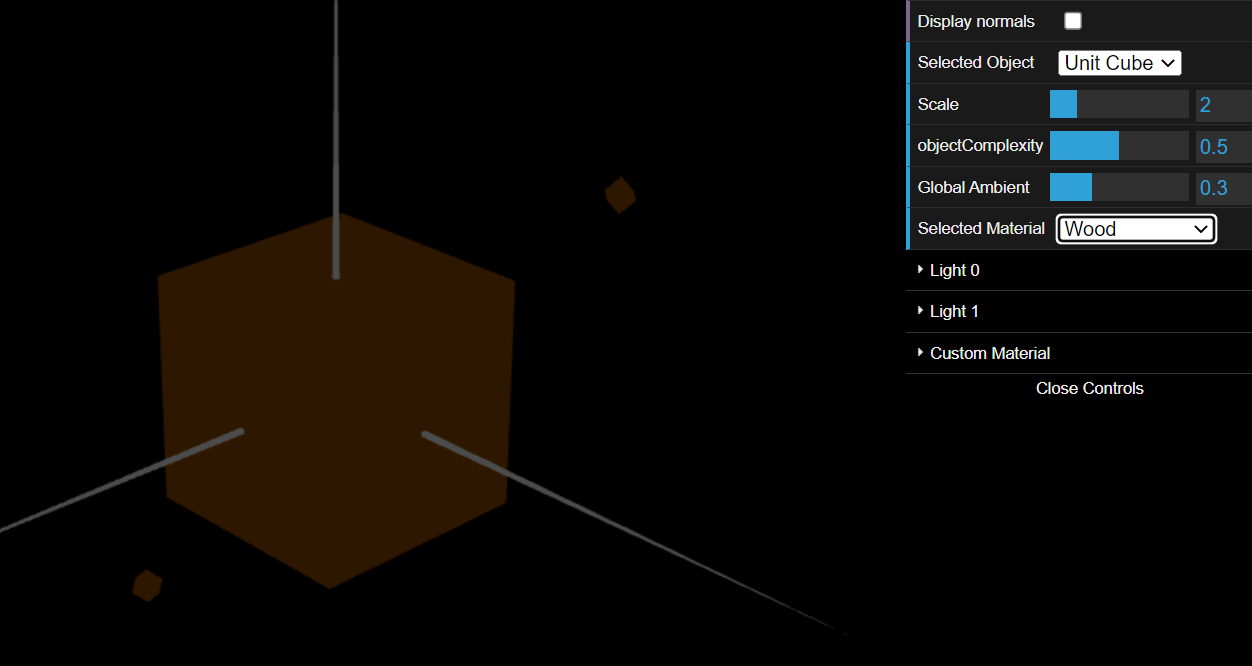 Display normals
Selected Object Unit Cube
Scale 2
objectComplexity 0.5
Global Ambient 0.3
Selected Material Wood
Light 0
Light 1
Custom Material
Close Controls